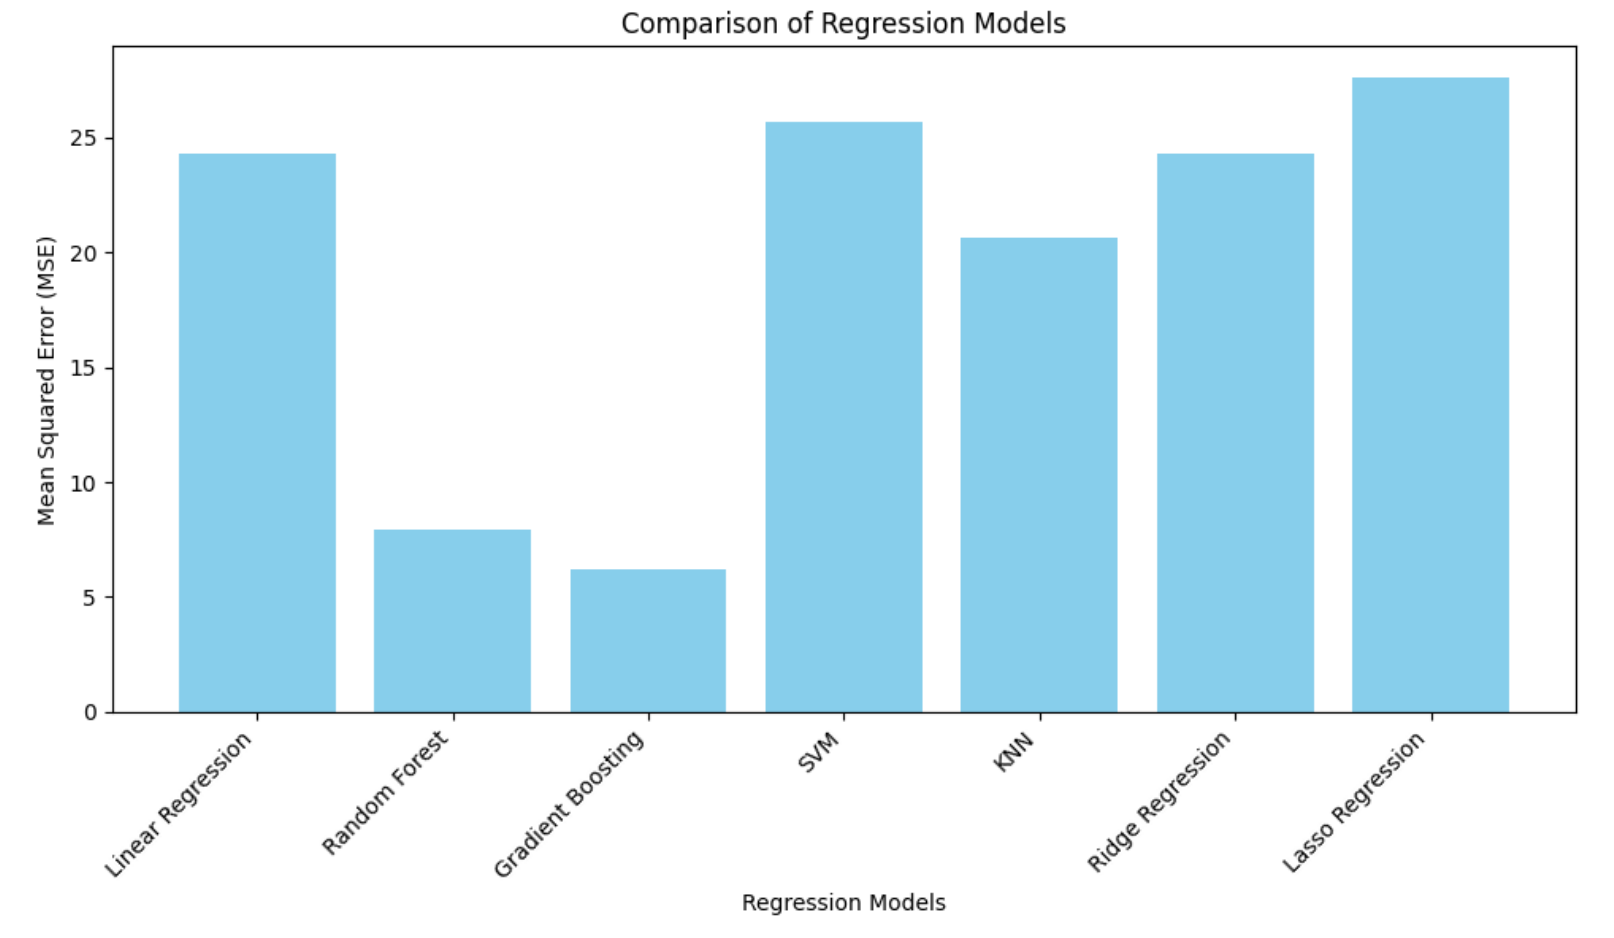 Comparison of Regression Models
Mean Squared Error (MSE)
25
20
15
10
5
0
Linear Regression
Random Forest
Gradient Boosting
SVM
KNN
Ridge Regression
Lasso Regression
Regression Models